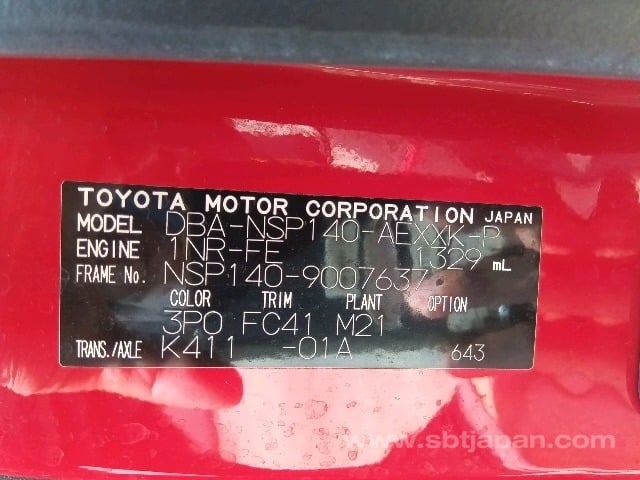 TOYOTA MOTOR CORPORATION JAPAN
MODEL DBA-NSP140-AEXXK-P
ENGINE 1NR-FE 1329 mL
FRAME No. NSP140-9007637
COLOR TRIM PLANT OPTION
3P0 FC41 M21
TRANS./AXLE K411 -01A 643
www.sbtjapan.com